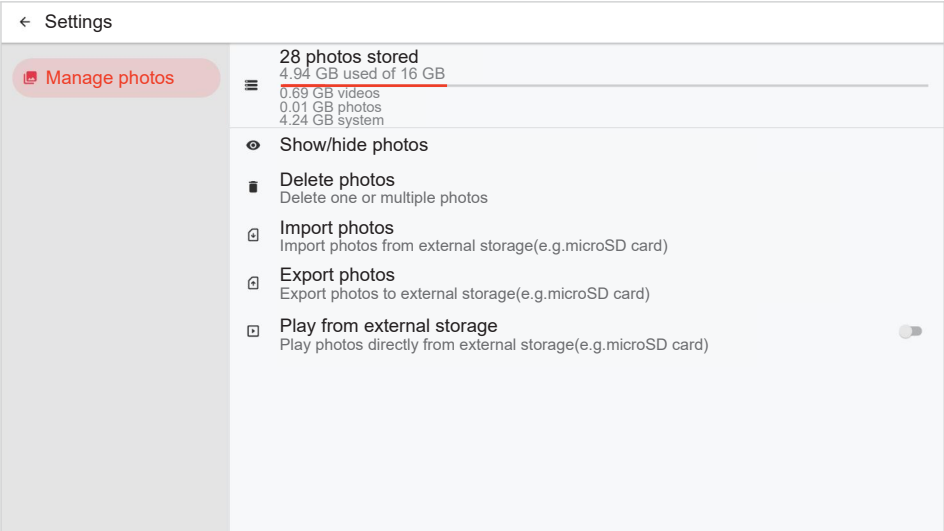 Settings
Manage photos
28 photos stored
4.94 GB used of 16 GB
0.69 GB videos
0.01 GB photos
4.24 GB system
Show/hide photos
Delete photos
Delete one or multiple photos
Import photos
Import photos from external storage(e.g.microSD card)
Export photos
Export photos to external storage(e.g.microSD card)
Play from external storage
Play photos directly from external storage(e.g.microSD card)